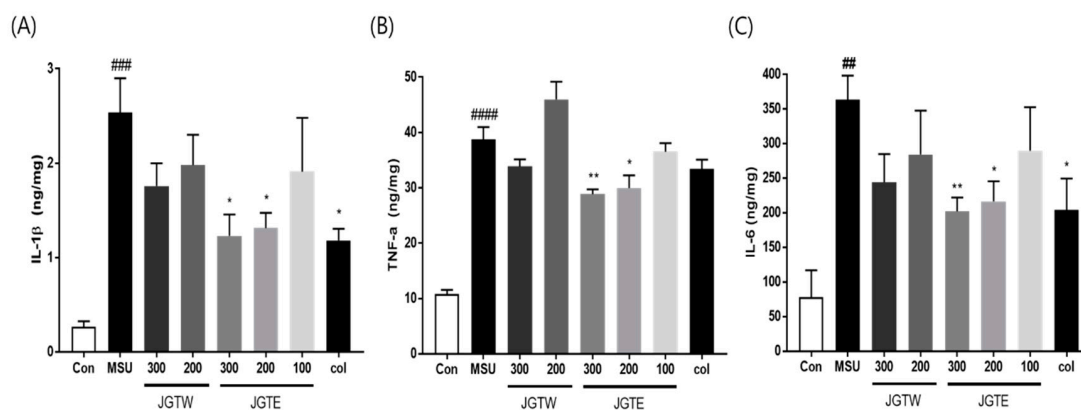 (A)
IL-1β (ng/mg)
3
2
1
0
###
*
*
*
Con MSU 300 200 300 200 100 col
JGTW JGTE
(B)
TNF-a (ng/mg)
50
40
30
20
10
0
####
**
*
Con MSU 300 200 300 200 100 col
JGTW JGTE
(C)
IL-6 (ng/mg)
400
350
300
250
200
150
100
50
0
##
**
*
*
Con MSU 300 200 300 200 100 col
JGTW JGTE